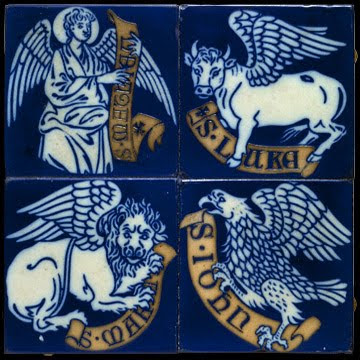 S.
S. LUKA
S. MAR
S. IOHN